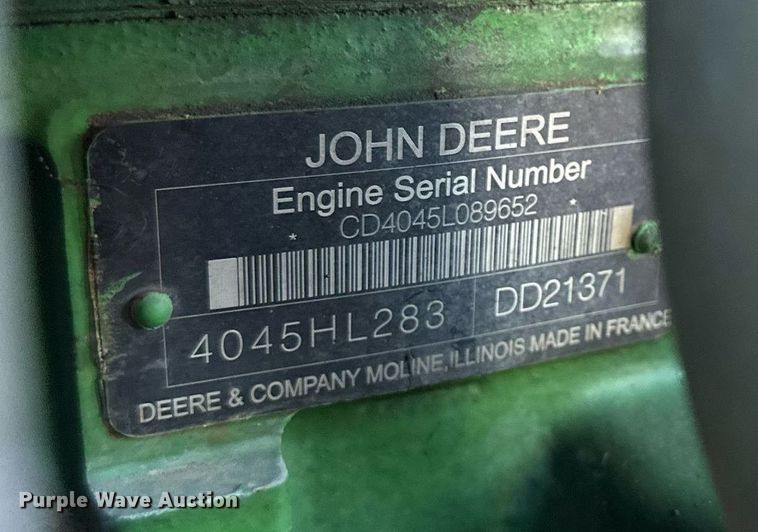 JOHN DEERE
Engine Serial Number
* CD4045L089652 *
4045HL283 DD21371
DEERE & COMPANY MOLINE, ILLINOIS MADE IN FRANCE
Purple Wave Auction